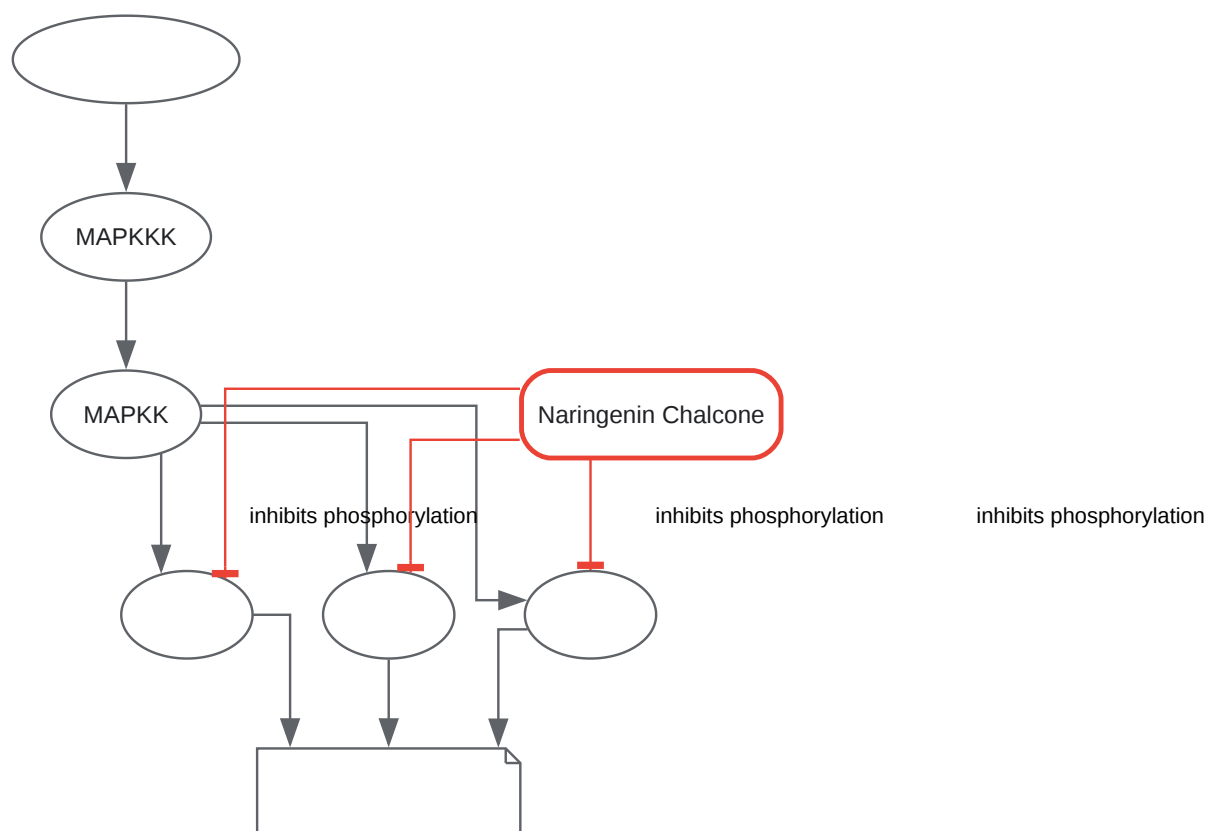 MAPKKK
MAPKK
Naringenin Chalcone
inhibits phosphorylation
inhibits phosphorylation
inhibits phosphorylation